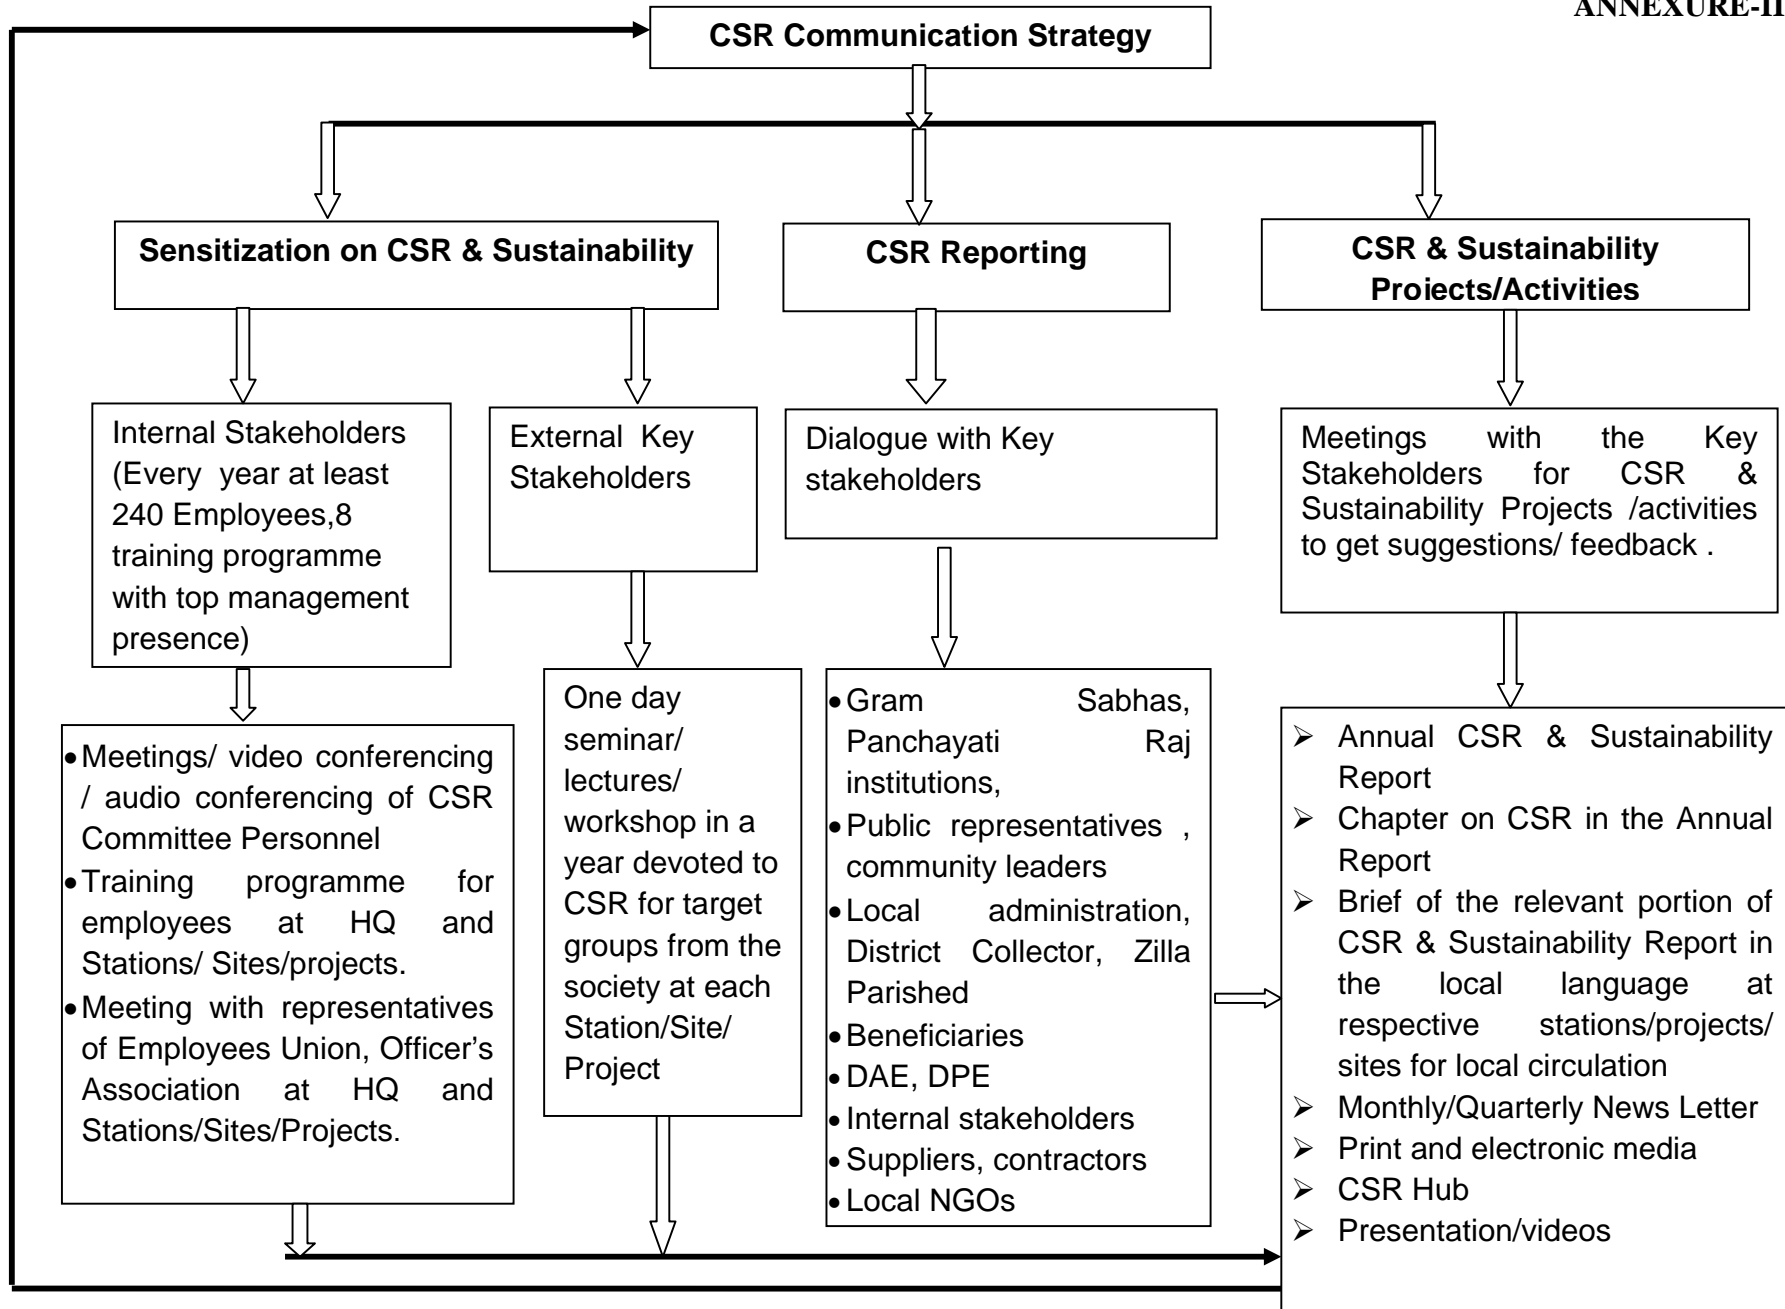 ANNEXURE-II
CSR Communication Strategy
Sensitization on CSR & Sustainability
CSR Reporting
CSR & Sustainability
Projects/Activities
Internal Stakeholders
(Every year at least
240 Employees,8
training programme
with top management
presence)
External Key
Stakeholders
Dialogue with Key
stakeholders
Meetings with the Key
Stakeholders for CSR &
Sustainability Projects /activities
to get suggestions/ feedback .
•Meetings/ video conferencing
/ audio conferencing of CSR
Committee Personnel
•Training programme for
employees at HQ and
Stations/ Sites/projects.
•Meeting with representatives
of Employees Union, Officer's
Association at HQ and
Stations/Sites/Projects.
One day
seminar/
lectures/
workshop in a
year devoted to
CSR for target
groups from the
society at each
Station/Site/
Project
•Gram Sabhas,
Panchayati Raj
institutions,
•Public representatives ,
community leaders
•Local administration,
District Collector, Zilla
Parished
•Beneficiaries
•DAE, DPE
•Internal stakeholders
•Suppliers, contractors
•Local NGOs
➢ Annual CSR & Sustainability
Report
➢ Chapter on CSR in the Annual
Report
➢ Brief of the relevant portion of
CSR & Sustainability Report in
the local language at
respective stations/projects/
sites for local circulation
➢ Monthly/Quarterly News Letter
➢ Print and electronic media
➢ CSR Hub
➢ Presentation/videos